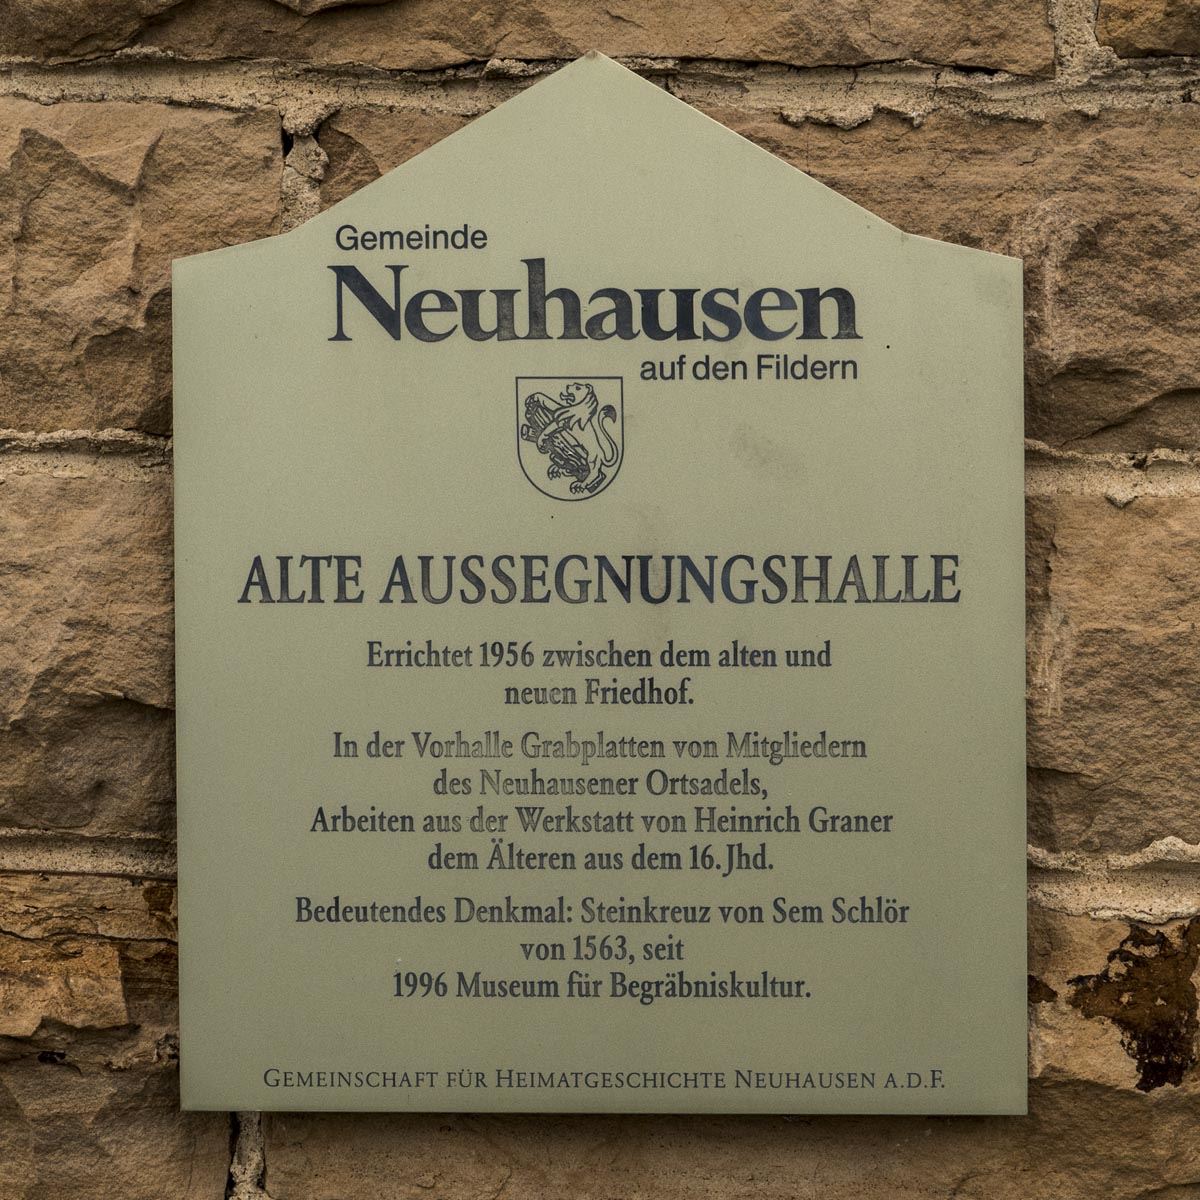 Gemeinde
Neuhausen
auf den Fildern
ALTE AUSSEGNUNGSHALLE
Errichtet 1956 zwischen dem alten und
neuen Friedhof.
In der Vorhalle Grabplatten von Mitgliedern
des Neuhausener Ortsadels,
Arbeiten aus der Werkstatt von Heinrich Graner
dem Älteren aus dem 16. Jhd.
Bedeutendes Denkmal: Steinkreuz von Sem Schlör
von 1563, seit
1996 Museum für Begräbniskultur.
GEMEINSCHAFT FÜR HEIMATGESCHICHTE NEUHAUSEN A.D.F.